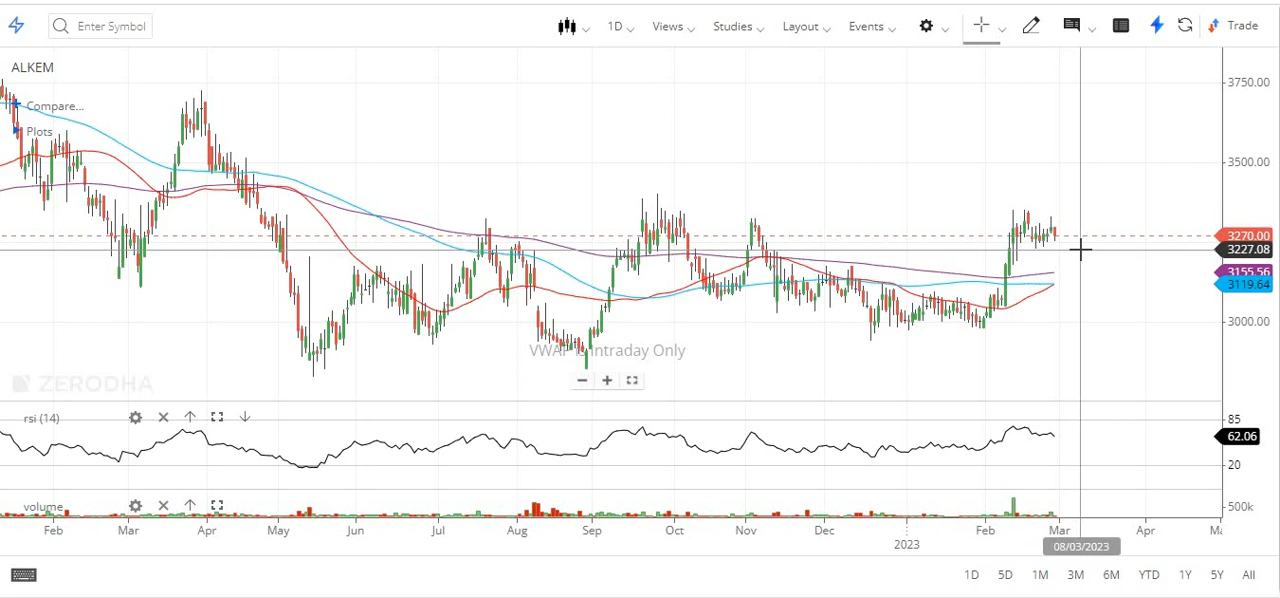 Enter Symbol 1D Views Studies Layout Events Trade
ALKEM
3750.00
Compare...
Plots
3500.00
3270.00
3227.08
3155.56
3119.64
3000.00
VWAP is Intraday Only
ZERODHA
rsi (14)
85
62.06
20
volume
500k
Feb Mar Apr May Jun Jul Aug Sep Oct Nov Dec Feb Mar Apr
2023
08/03/2023
1D 5D 1M 3M 6M YTD 1Y 5Y All